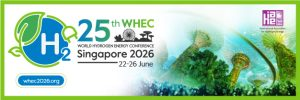 H2
25th WHEC
WORLD HYDROGEN ENERGY CONFERENCE
Singapore 2026
22-26 June
whec2026.org